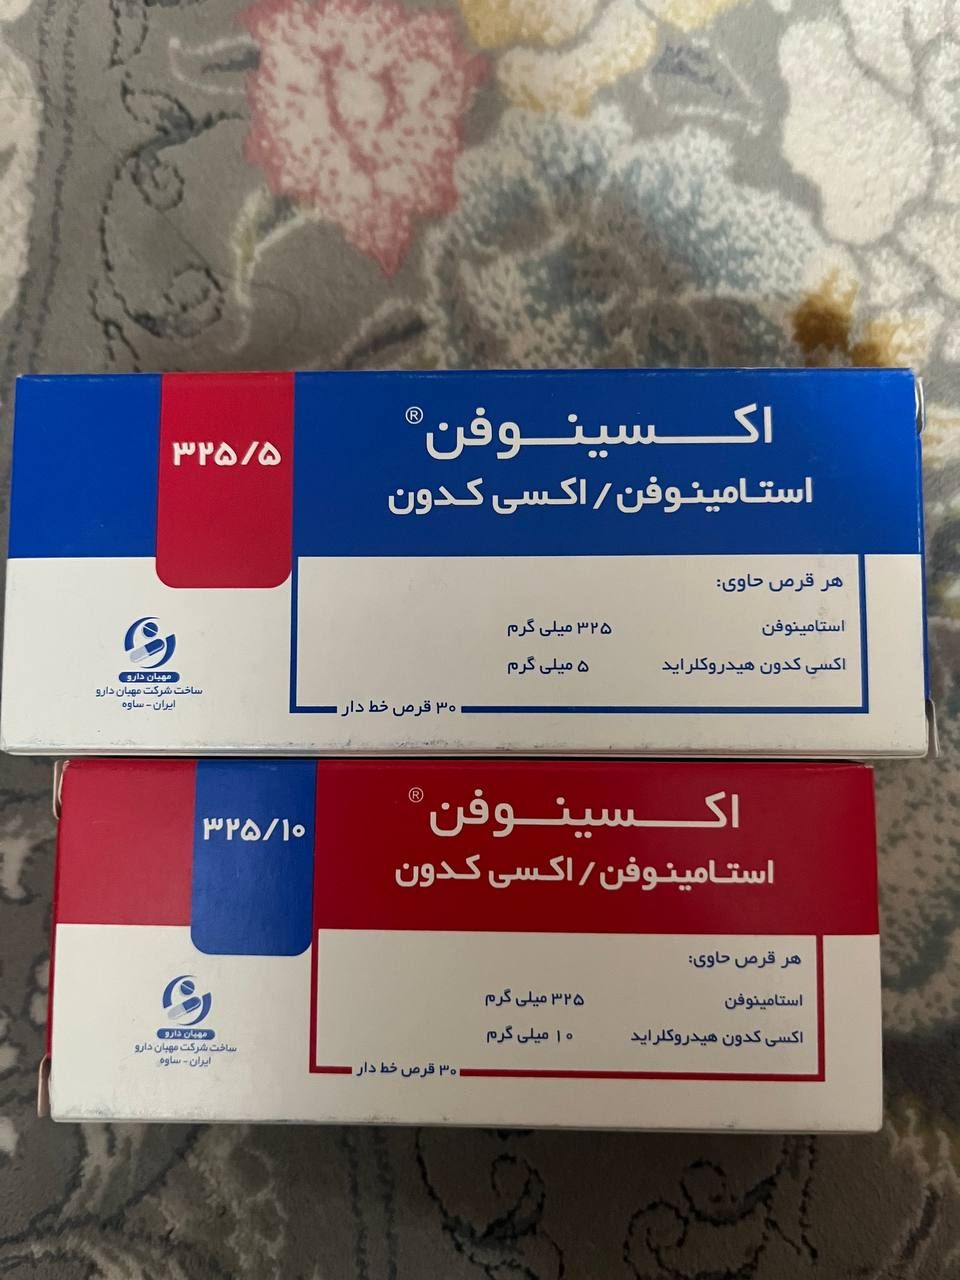 اکسینوفن®
استامینوفن/اکسی کدون
۳۲۵/۵
هر قرص حاوی:
استامینوفن ۳۲۵ میلی گرم
اکسی کدون هیدروکلراید ۵ میلی گرم
۳۰ قرص خط دار
مهبان دارو
ساخت شرکت مهبان دارو
ایران - ساوه
اکسینوفن®
استامینوفن/اکسی کدون
۳۲۵/۱۰
هر قرص حاوی:
استامینوفن ۳۲۵ میلی گرم
اکسی کدون هیدروکلراید ۱۰ میلی گرم
۳۰ قرص خط دار
مهبان دارو
ساخت شرکت مهبان دارو
ایران - ساوه